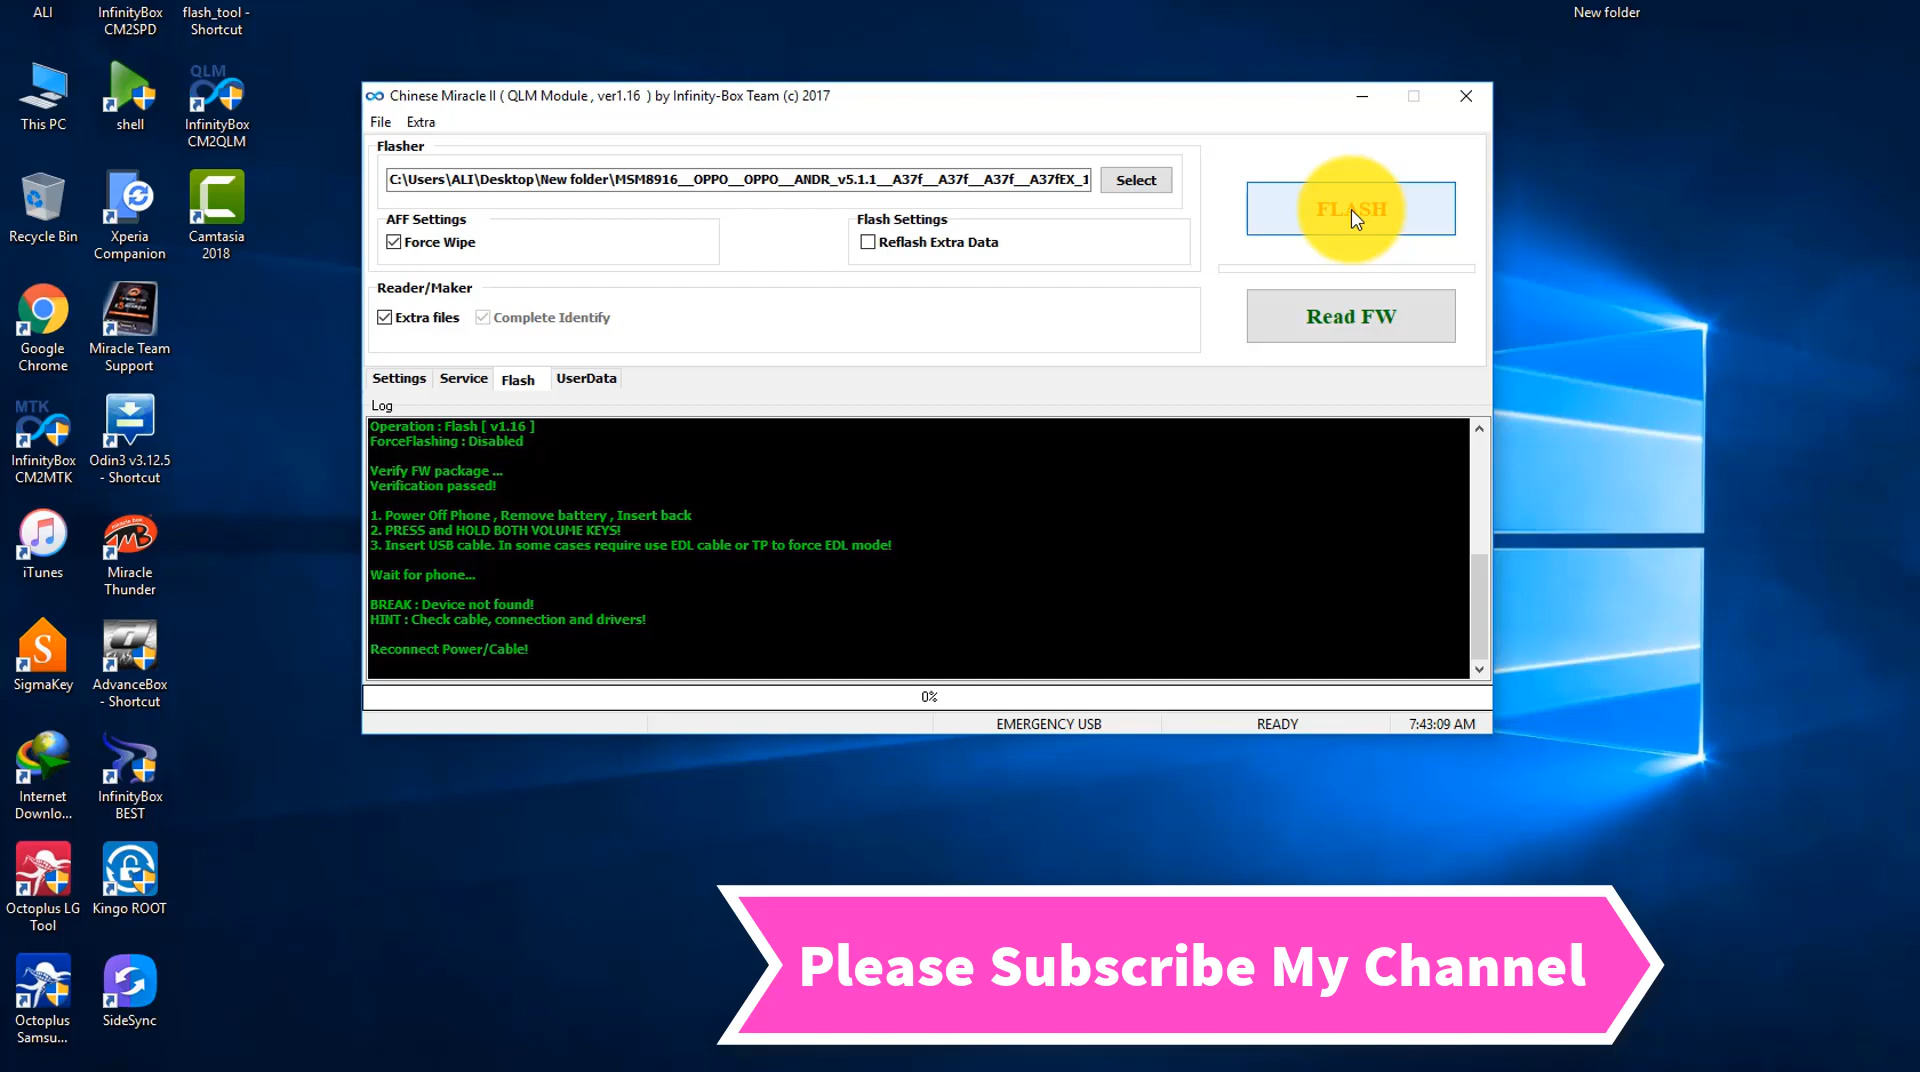 ALI
InfinityBox
CM2SPD
flash_tool -
Shortcut
New folder
This PC
shell
QLM
InfinityBox
CM2QLM
Recycle Bin
Xperia
Companion
Camtasia
2018
Google
Chrome
Miracle Team
Support
MTK
InfinityBox
CM2MTK
Odin3 v3.12.5
- Shortcut
iTunes
Miracle
Thunder
SigmaKey
AdvanceBox
- Shortcut
Internet
Downlo...
InfinityBox
BEST
Octoplus LG
Tool
Kingo ROOT
Octoplus
Samsu...
SideSync
Chinese Miracle II ( QLM Module , ver1.16 ) by Infinity-Box Team (c) 2017
File Extra
Flasher
C:\Users\ALI\Desktop\New folder\MSM8916__OPPO__OPPO__ANDR_v5.1.1__A37f__A37f__A37f__A37fEX_1
Select
FLASH
AFF Settings
Force Wipe
Flash Settings
Reflash Extra Data
Reader/Maker
Extra files
Complete Identify
Read FW
Settings Service Flash UserData
Log
Operation : Flash [ v1.16 ]
ForceFlashing : Disabled
Verify FW package ...
Verification passed!
1. Power Off Phone , Remove battery , Insert back
2. PRESS and HOLD BOTH VOLUME KEYS!
3. Insert USB cable. In some cases require use EDL cable or TP to force EDL mode!
Wait for phone...
BREAK : Device not found!
HINT : Check cable, connection and drivers!
Reconnect Power/Cable!
0%
EMERGENCY USB READY 7:43:09 AM
Please Subscribe My Channel